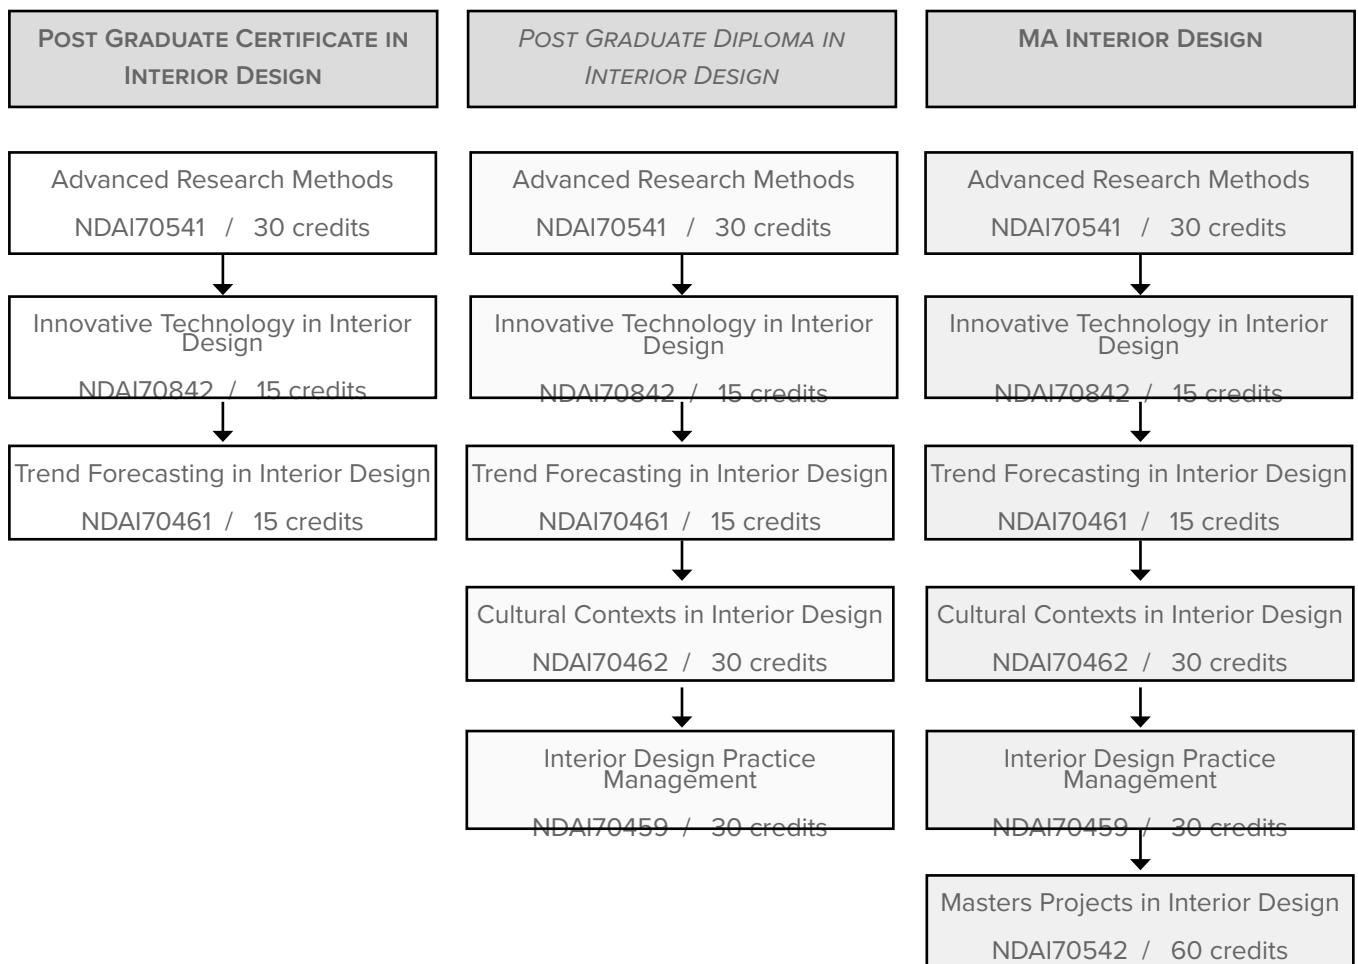 POST GRADUATE CERTIFICATE IN
INTERIOR DESIGN
Advanced Research Methods
NDAI70541 / 30 credits
Innovative Technology in Interior
Design
NDAI70842 / 15 credits
Trend Forecasting in Interior Design
NDAI70461 / 15 credits
POST GRADUATE DIPLOMA IN
INTERIOR DESIGN
Advanced Research Methods
NDAI70541 / 30 credits
Innovative Technology in Interior
Design
NDAI70842 / 15 credits
Trend Forecasting in Interior Design
NDAI70461 / 15 credits
Cultural Contexts in Interior Design
NDAI70462 / 30 credits
Interior Design Practice
Management
NDAI70459 / 30 credits
MA INTERIOR DESIGN
Advanced Research Methods
NDAI70541 / 30 credits
Innovative Technology in Interior
Design
NDAI70842 / 15 credits
Trend Forecasting in Interior Design
NDAI70461 / 15 credits
Cultural Contexts in Interior Design
NDAI70462 / 30 credits
Interior Design Practice
Management
NDAI70459 / 30 credits
Masters Projects in Interior Design
NDAI70542 / 60 credits